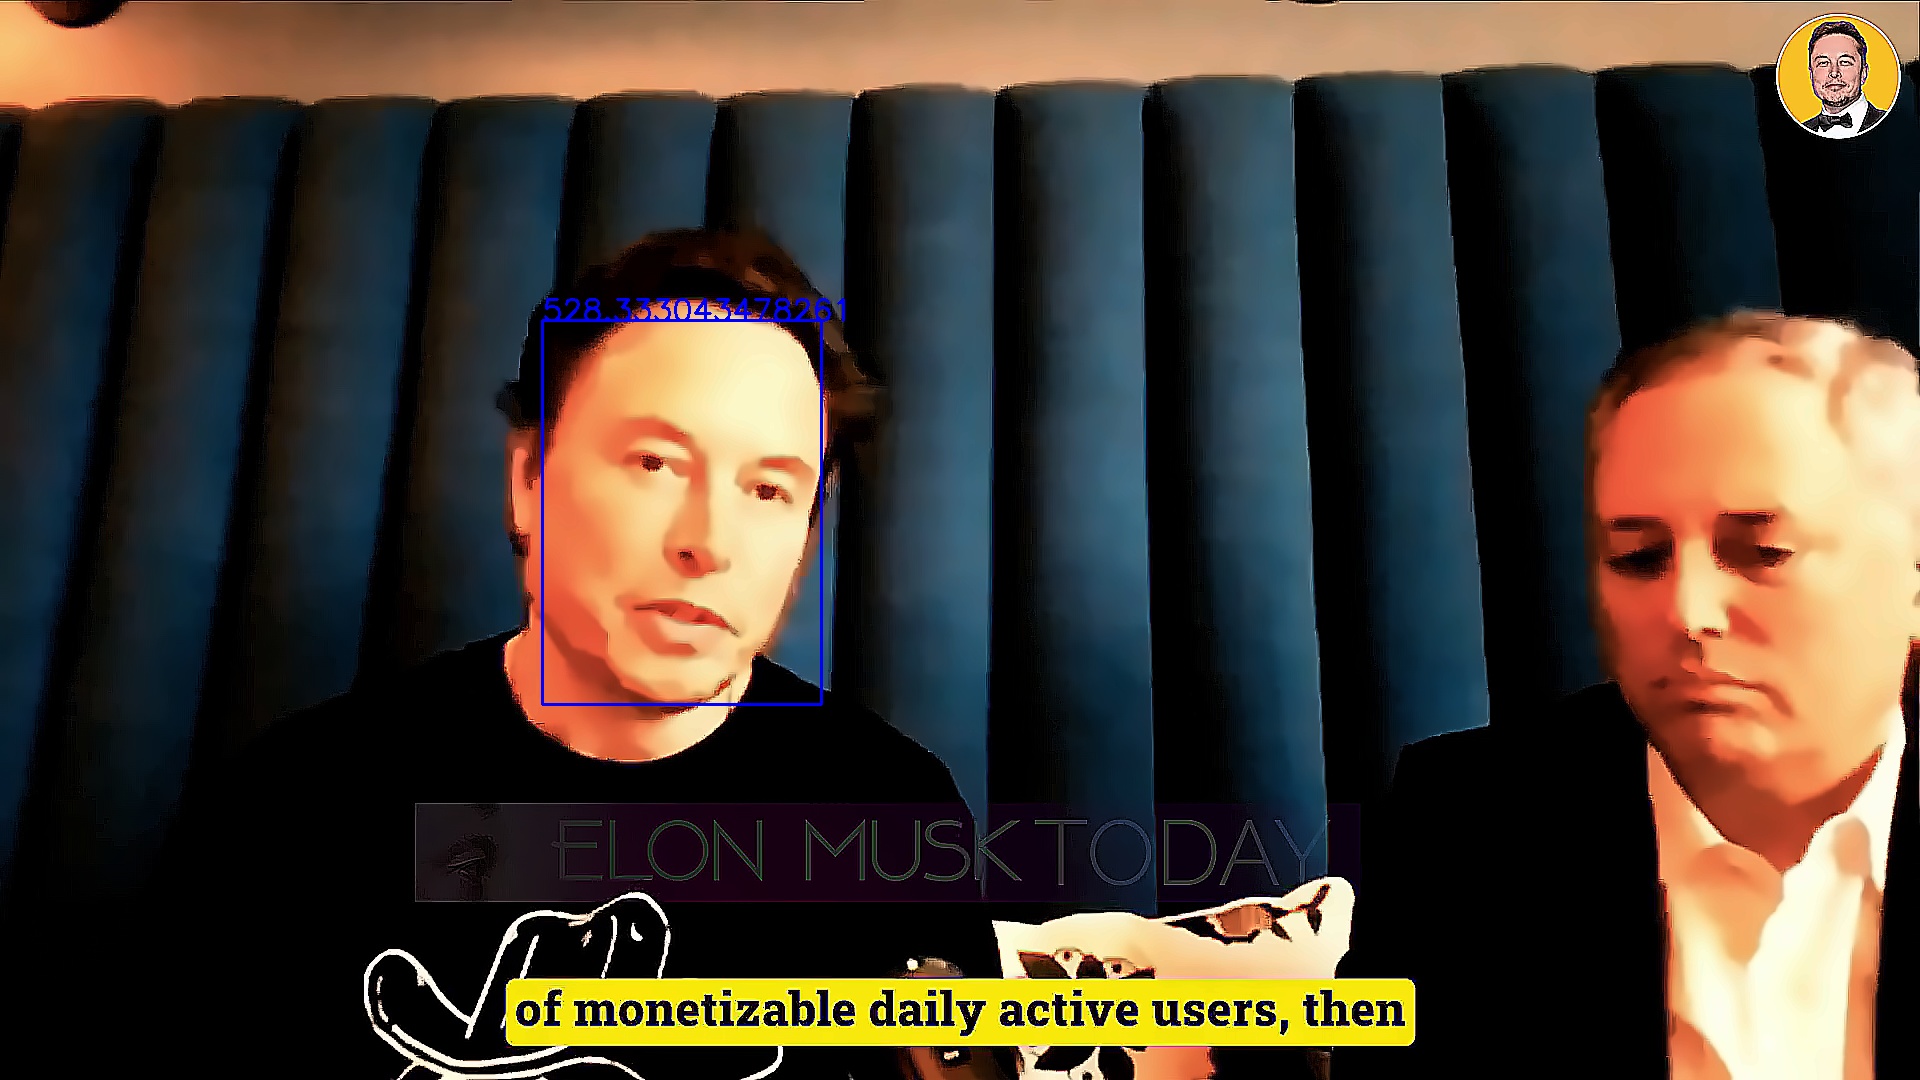 528.333043478261
ELON MUSK TODAY
of monetizable daily active users, then